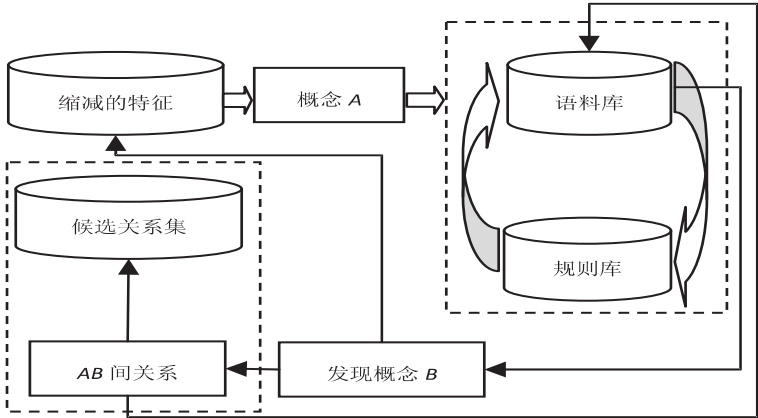 缩减的特征
概念 A
语料库
候选关系集
规则库
AB 间关系
发现概念 B